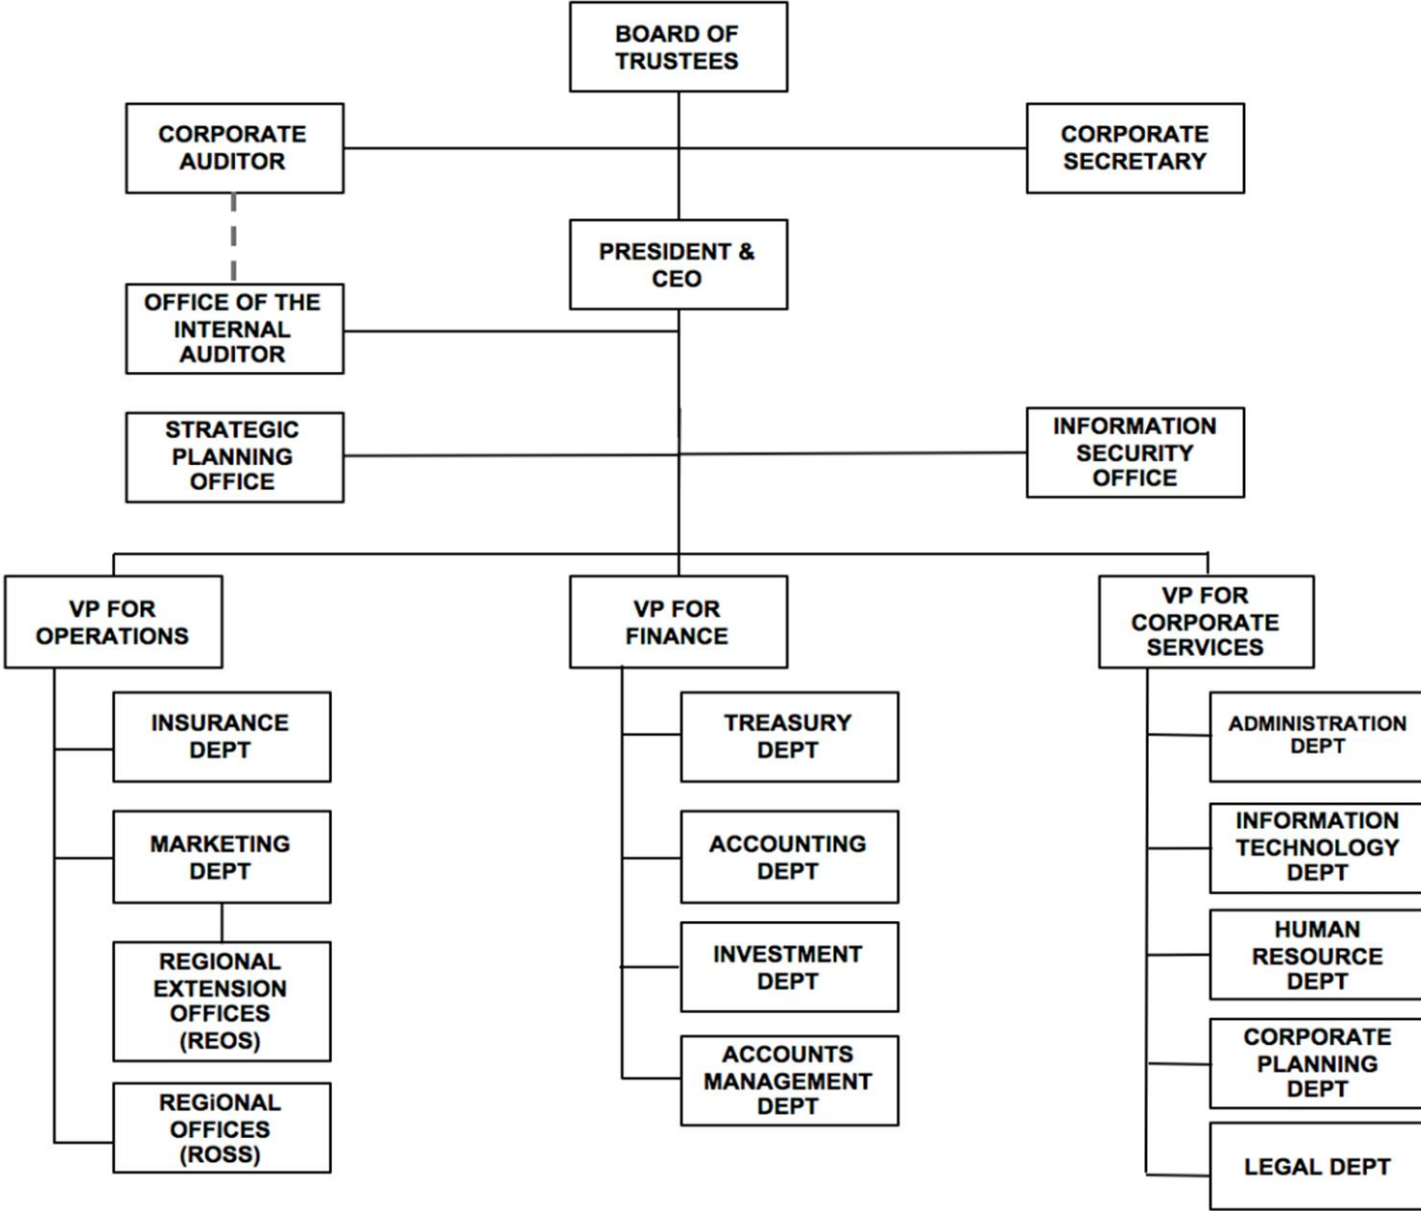 BOARD OF
TRUSTEES
CORPORATE
AUDITOR
CORPORATE
SECRETARY
PRESIDENT &
CEO
OFFICE OF THE
INTERNAL
AUDITOR
STRATEGIC
PLANNING
OFFICE
INFORMATION
SECURITY
OFFICE
VP FOR
OPERATIONS
INSURANCE
DEPT
MARKETING
DEPT
REGIONAL
EXTENSION
OFFICES
(REOS)
REGiONAL
OFFICES
(ROSS)
VP FOR
FINANCE
TREASURY
DEPT
ACCOUNTING
DEPT
INVESTMENT
DEPT
ACCOUNTS
MANAGEMENT
DEPT
VP FOR
CORPORATE
SERVICES
ADMINISTRATION
DEPT
INFORMATION
TECHNOLOGY
DEPT
HUMAN
RESOURCE
DEPT
CORPORATE
PLANNING
DEPT
LEGAL DEPT